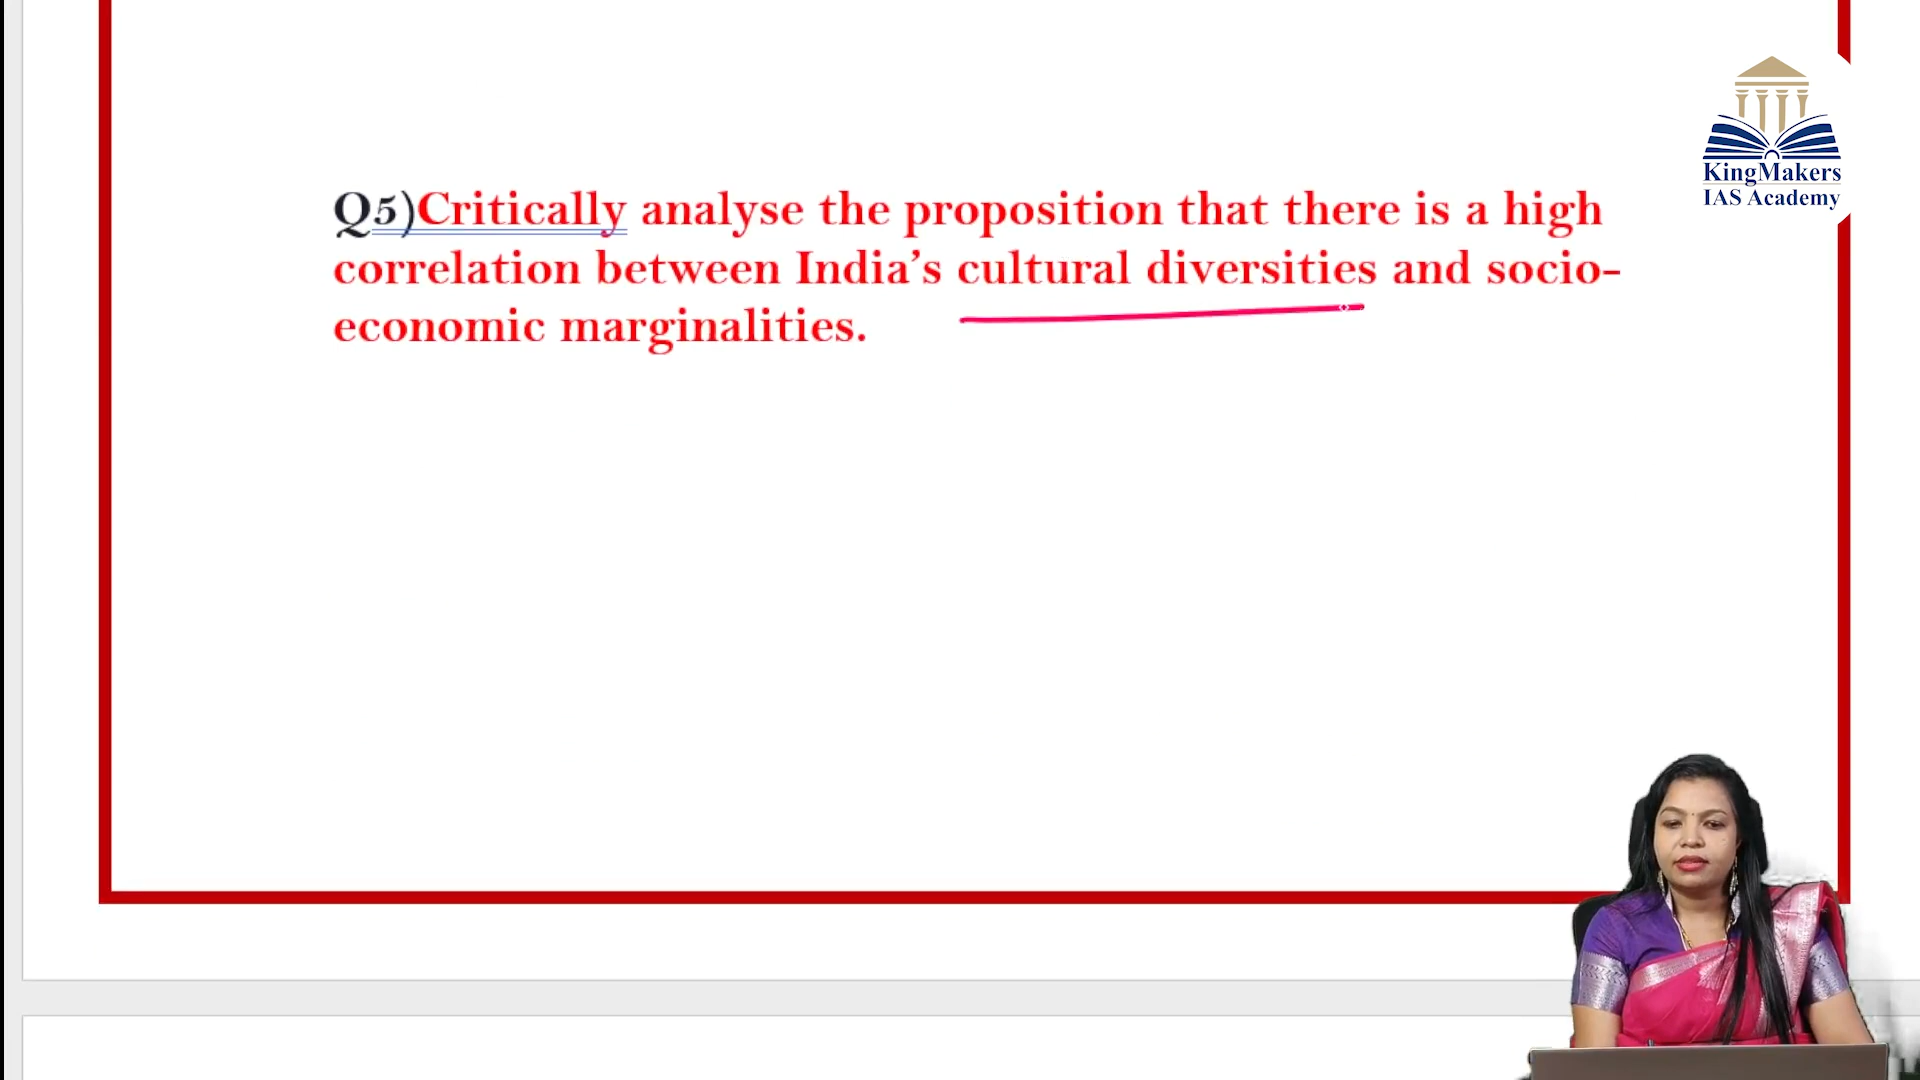 KingMakers
IAS Academy
Q5)Critically analyse the proposition that there is a high
correlation between India’s cultural diversities and socio-
economic marginalities.